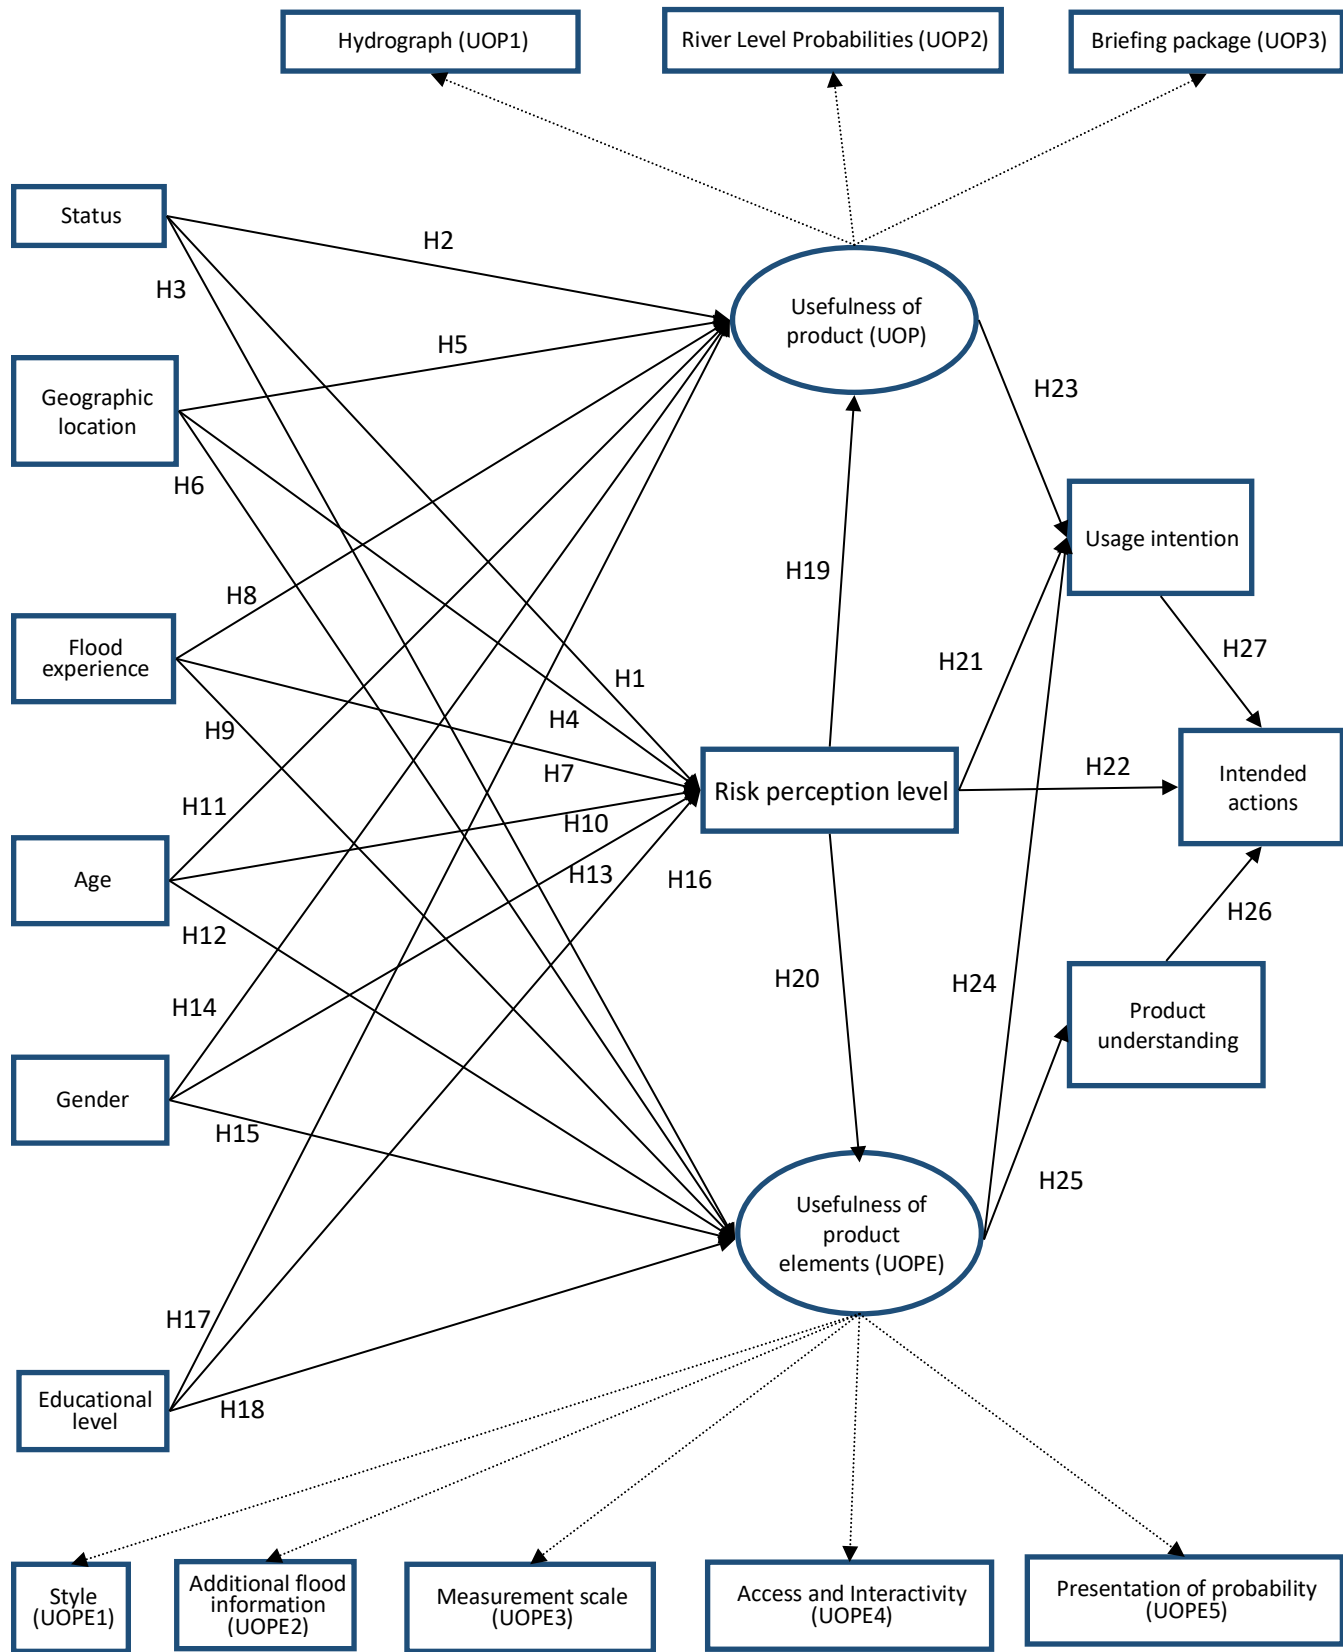 Hydrograph (UOP1)
River Level Probabilities (UOP2)
Briefing package (UOP3)
Status
H2
H3
Usefulness of
product (UOP)
H5
Geographic
location
H23
H6
Usage intention
H19
H8
Flood
experience
H21
H27
H1
H4
H9
H7
Risk perception level
H22
Intended
actions
H11
H10
Age
H13
H16
H26
H12
H20
H24
H14
Product
understanding
Gender
H15
H25
Usefulness of
product
elements (UOPE)
H17
Educational
level
H18
Style
(UOPE1)
Additional flood
information
(UOPE2)
Measurement scale
(UOPE3)
Access and Interactivity
(UOPE4)
Presentation of probability
(UOPE5)